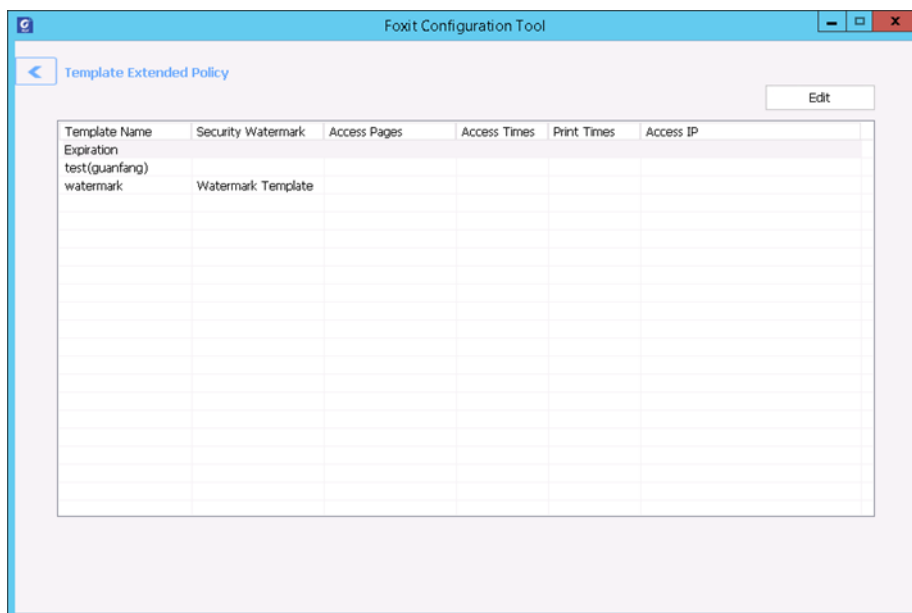 Foxit Configuration Tool
Template Extended Policy
Edit
Template Name Security Watermark Access Pages Access Times Print Times Access IP
Expiration
test(guanfang)
watermark Watermark Template